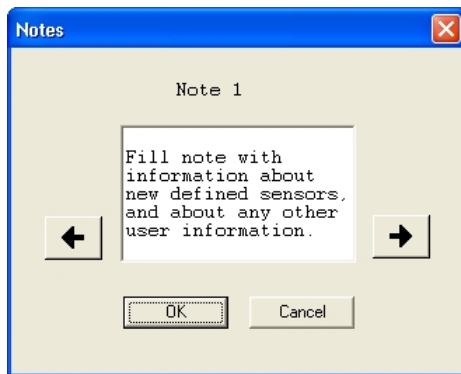 Notes
Note 1
Fill note with
information about
new defined sensors,
and about any other
user information.
OK
Cancel